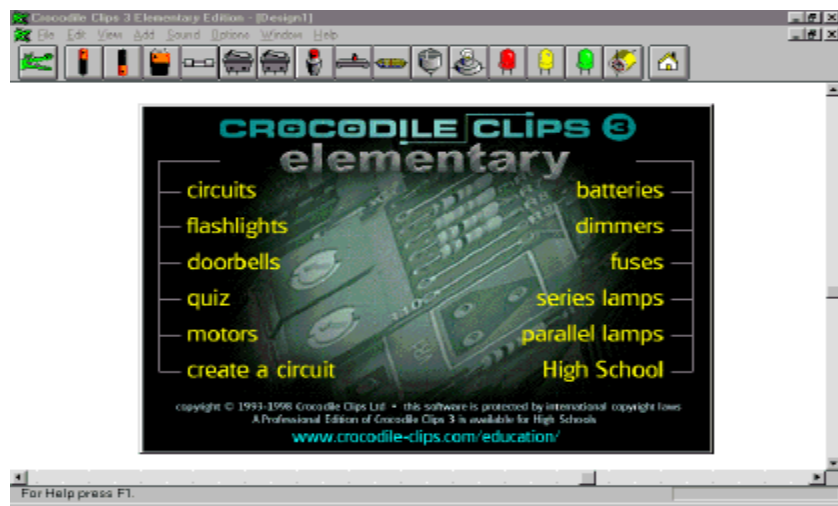 Crocodile Clips 3 Elementary Edition - [Design1]
File Edit View Add Sound Options Window Help
CROCODILE CLIPS 3
elementary
circuits
flashlights
doorbells
quiz
motors
create a circuit
batteries
dimmers
fuses
series lamps
parallel lamps
High School
copyright © 1993-1998 Crocodile Clips Ltd • this software is protected by international copyright laws
A Professional Edition of Crocodile Clips 3 is available for High Schools
www.crocodile-clips.com/education/
For Help press F1.